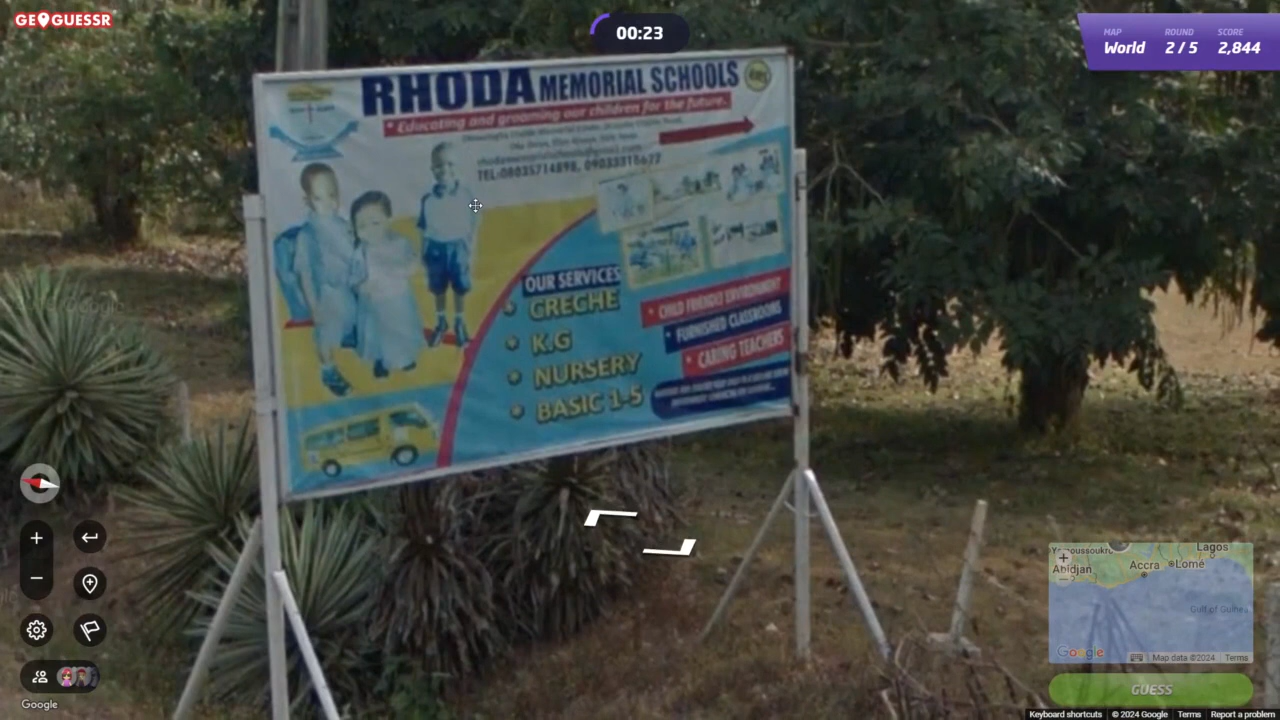 GEOGUESSR
00:23
MAP
World
ROUND
2 / 5
SCORE
2,844
RHODA MEMORIAL SCHOOLS
* Educating and grooming our children for the future.
TEL:08035714898,
OUR SERVICES
CRECHE
K.G
NURSERY
BASIC 1-5
* CHILD FRIENDLY ENVIRONMENT
* FURNISHED CLASSROOMS
* CARING TEACHERS
Yamoussoukro
Lagos
Abidjan
Accra
Lomé
Gulf of Guinea
Google
Map data ©2024
Terms
GUESS
Google
Keyboard shortcuts
© 2024 Google
Terms
Report a problem